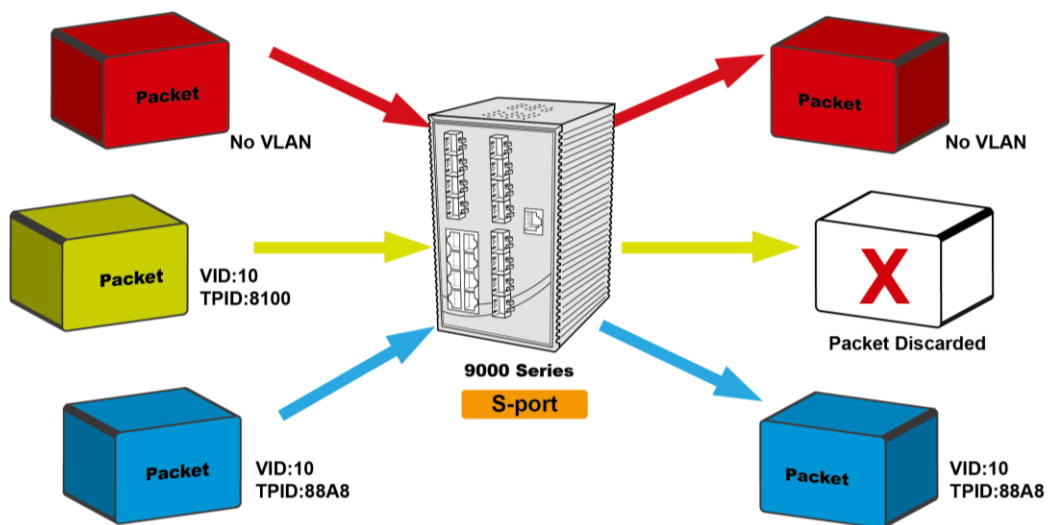 Packet
No VLAN
Packet
No VLAN
Packet
VID:10
TPID:8100
X
Packet Discarded
9000 Series
S-port
Packet
VID:10
TPID:88A8
Packet
VID:10
TPID:88A8